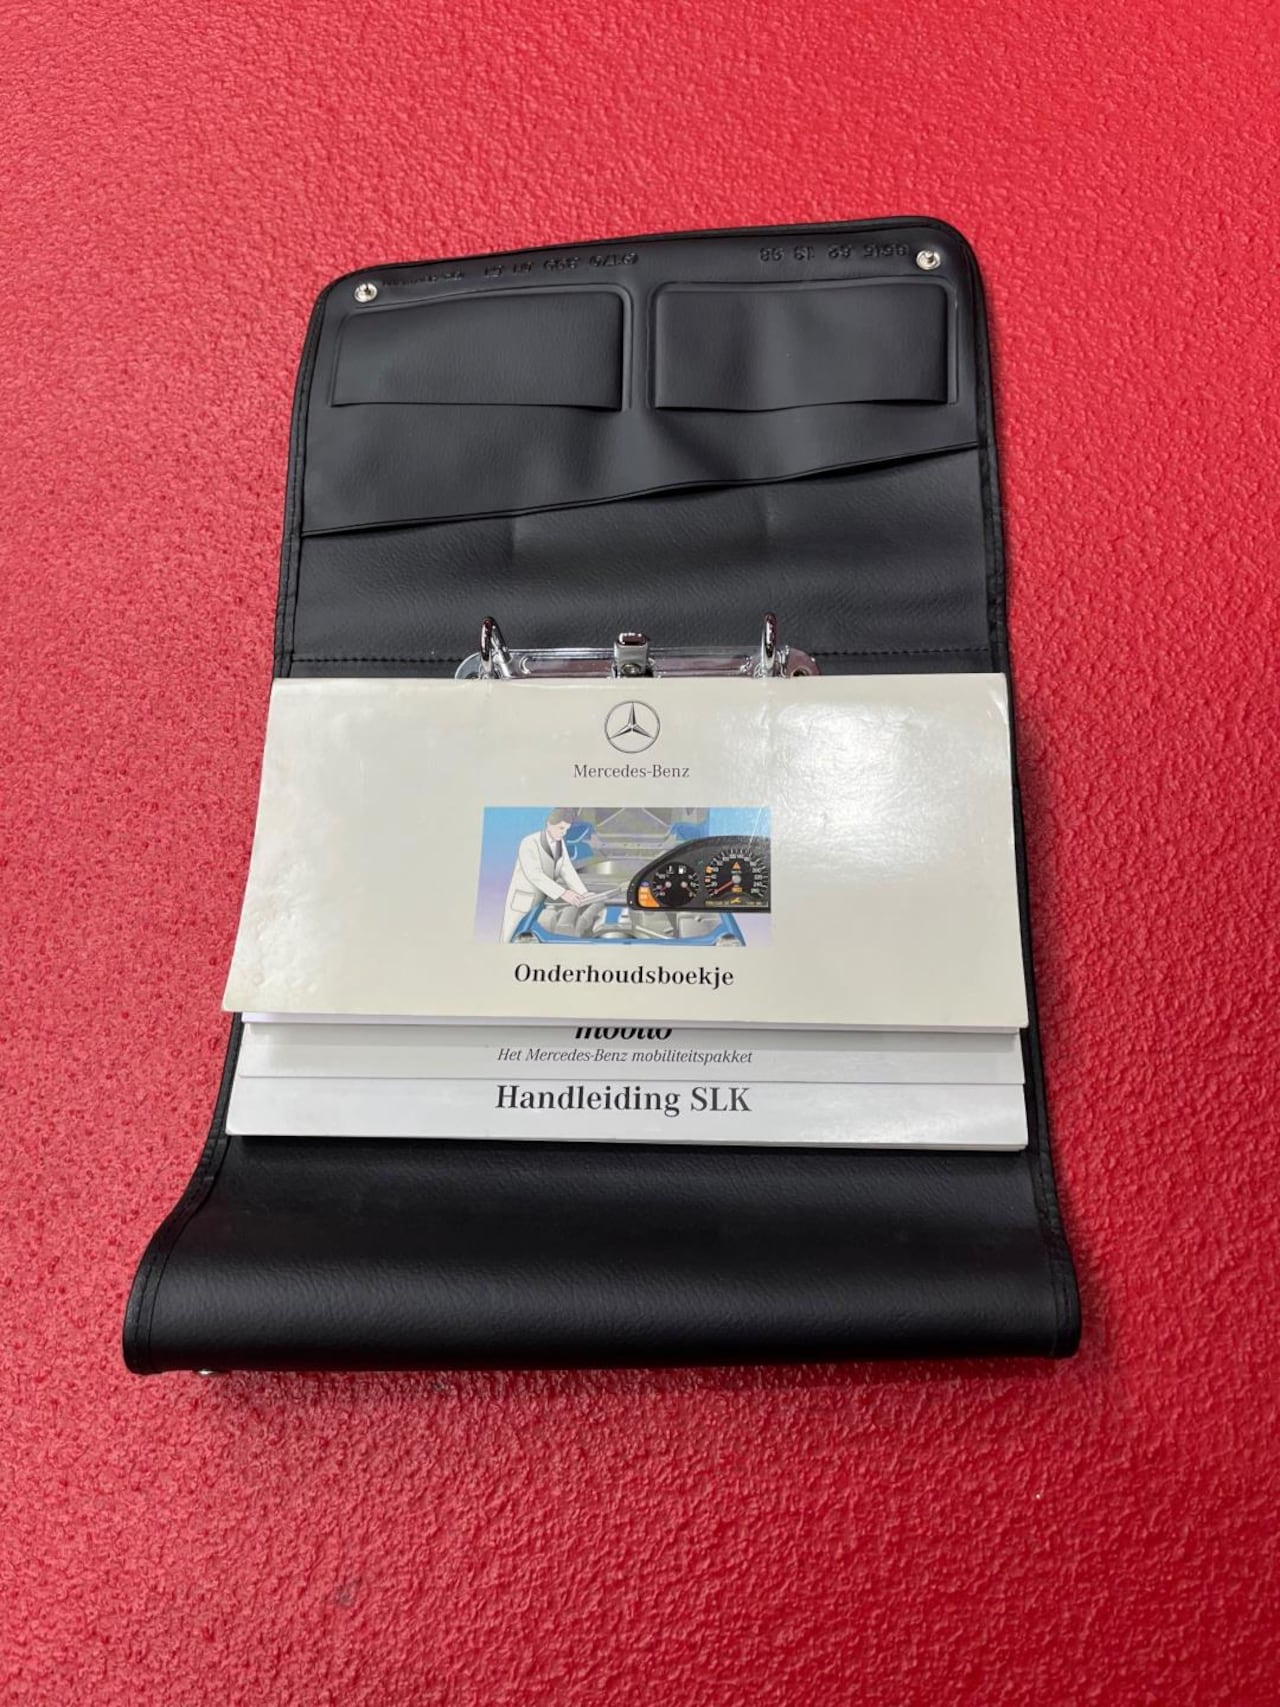 Mercedes-Benz
Onderhoudsboekje
Het Mercedes-Benz mobiliteitspakket
Handleiding SLK